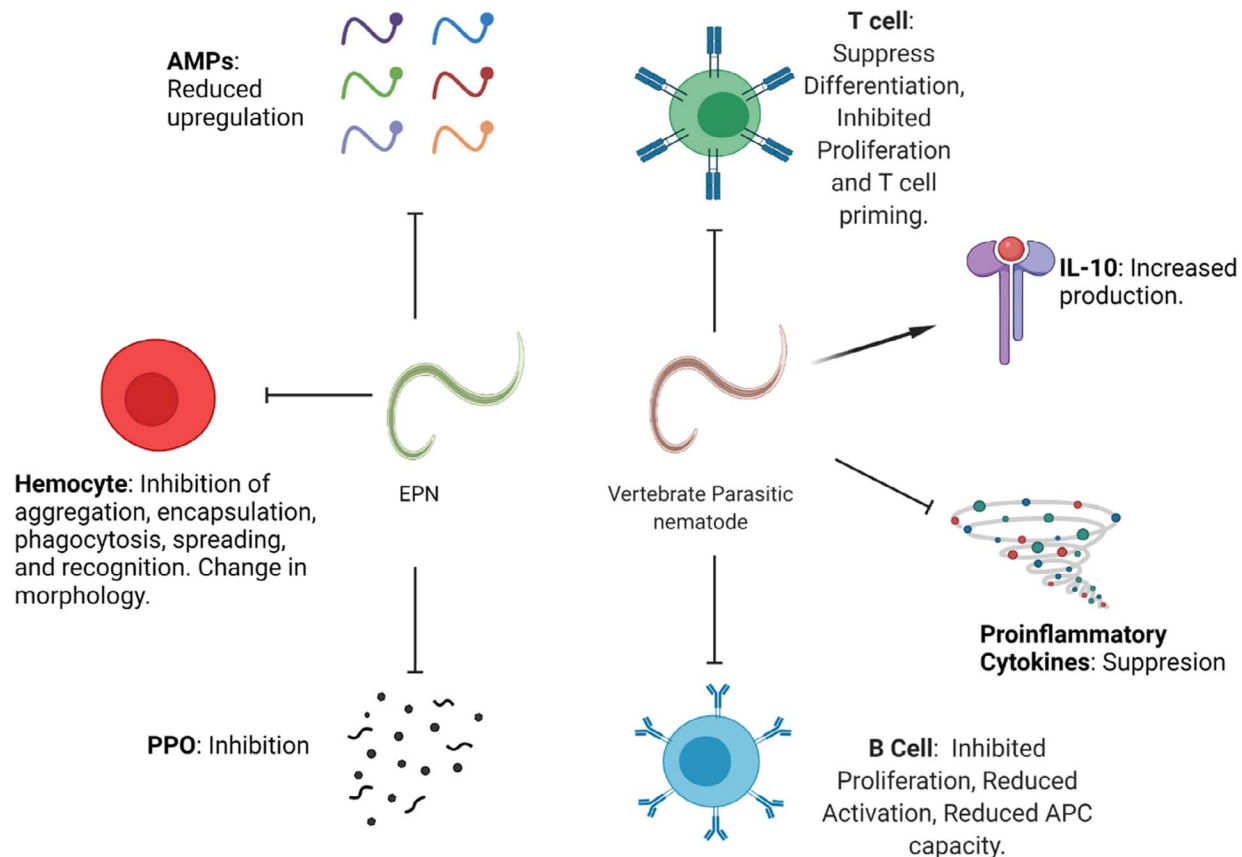 AMPs:
Reduced
upregulation
T cell:
Suppress
Differentiation,
Inhibited
Proliferation
and T cell
priming.
IL-10: Increased
production.
Hemocyte: Inhibition of
aggregation, encapsulation,
phagocytosis, spreading,
and recognition. Change in
morphology.
EPN
Vertebrate Parasitic
nematode
Proinflammatory
Cytokines: Suppresion
PPO: Inhibition
B Cell: Inhibited
Proliferation, Reduced
Activation, Reduced APC
capacity.